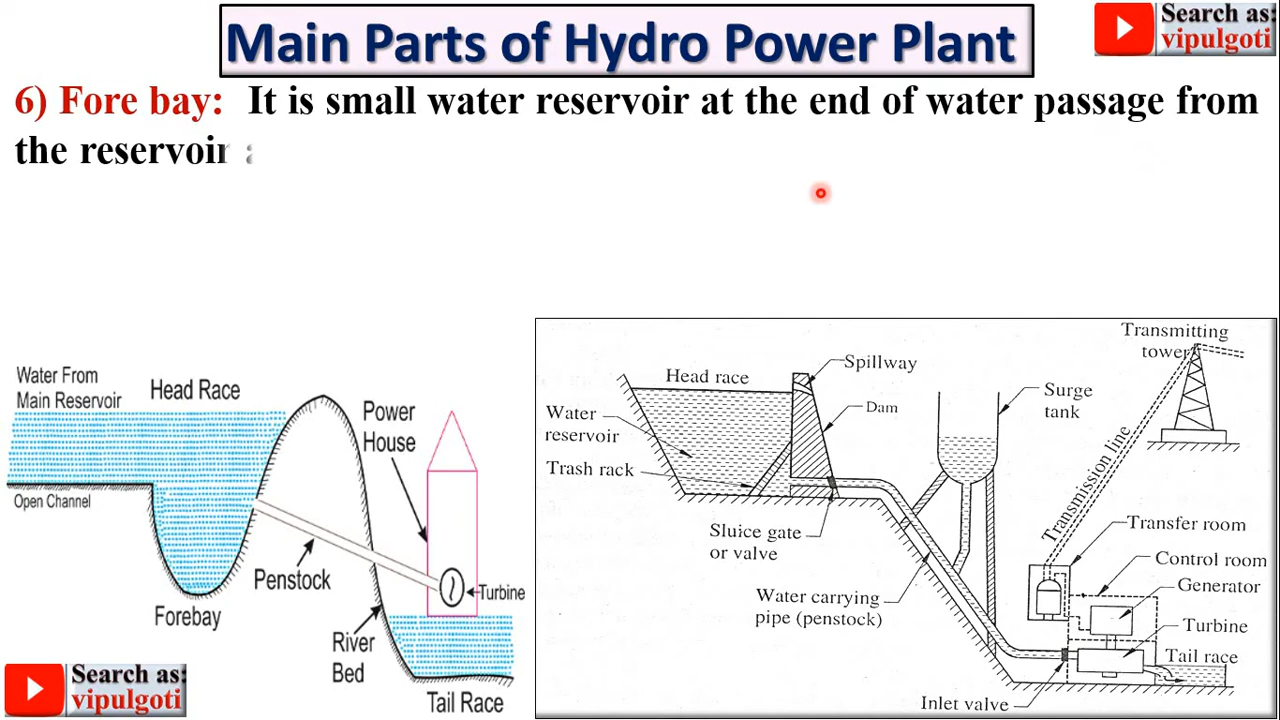 Main Parts of Hydro Power Plant
Search as:
vipulgoti
6) Fore bay: It is small water reservoir at the end of water passage from
the reservoir
Water From
Main Reservoir
Head Race
Power
House
Open Channel
Penstock
Turbine
Forebay
River
Bed
Tail Race
Search as:
vipulgoti
Transmitting
tower
Spillway
Head race
Surge
tank
Dam
Water
reservoir
Trash rack
Transmission line
Sluice gate
or valve
Transfer room
Control room
Generator
Water carrying
pipe (penstock)
Turbine
Tail race
Inlet valve